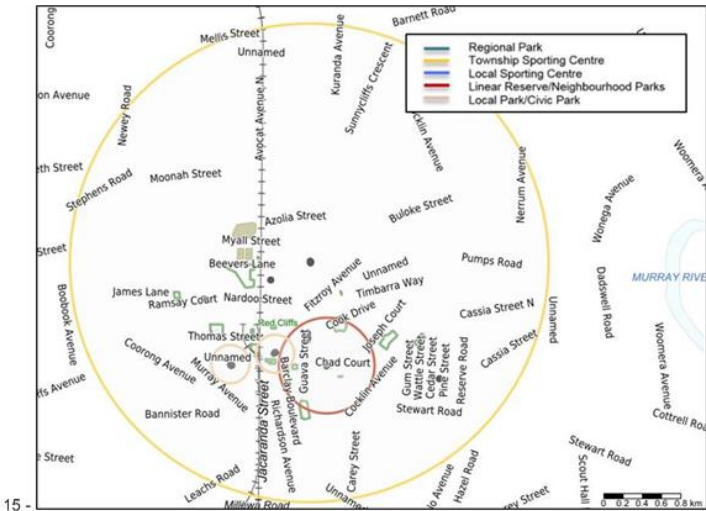 Coorong
Mellis Street
Unnamed
Barnett Road
Kuranda Avenue
Sunnycliffs Crescent
Regional Park
Township Sporting Centre
Local Sporting Centre
Linear Reserve/Neighbourhood Parks
Local Park/Civic Park
on Avenue
Newey Road
Avocat Avenue N
cklin Avenue
eth Street
Stephens Road
Moonah Street
Nerrum Avenue
Wonega Avenue
Woomera A
Azolia Street
Buloke Street
Myall Street
Street
Beevers Lane
Fitzroy Avenue
Unnamed
Pumps Road
Timbarra Way
MURRAY RIVE
Boobook Avenue
James Lane
Ramsay Court
Nardoo Street
Cook Drive
Cassia Street N
Unnamed
Dadswell Road
Thomas Street
Red Cliffs
Joseph Court
Cassia Street
Woomera Avenue
Coorong Avenue
Unnamed
Murray Avenue
Barclay Boulevard
Guava Street
Chad Court
Cocklin Avenue
Gum Street
Wattle Street
Cedar Street
Pine Street
Reserve Road
ffs Avenue
Bannister Road
Jacaranda Street
Richardson Avenue
Stewart Road
Cottrell Roa
e Street
Leachs Road
Carey Street
Hazel Road
Stewart Road
Scout Hall
Millewa Road
Unname
lo Avenue
rey Street
0 0.2 0.4 0.6 0.8 km
15 -